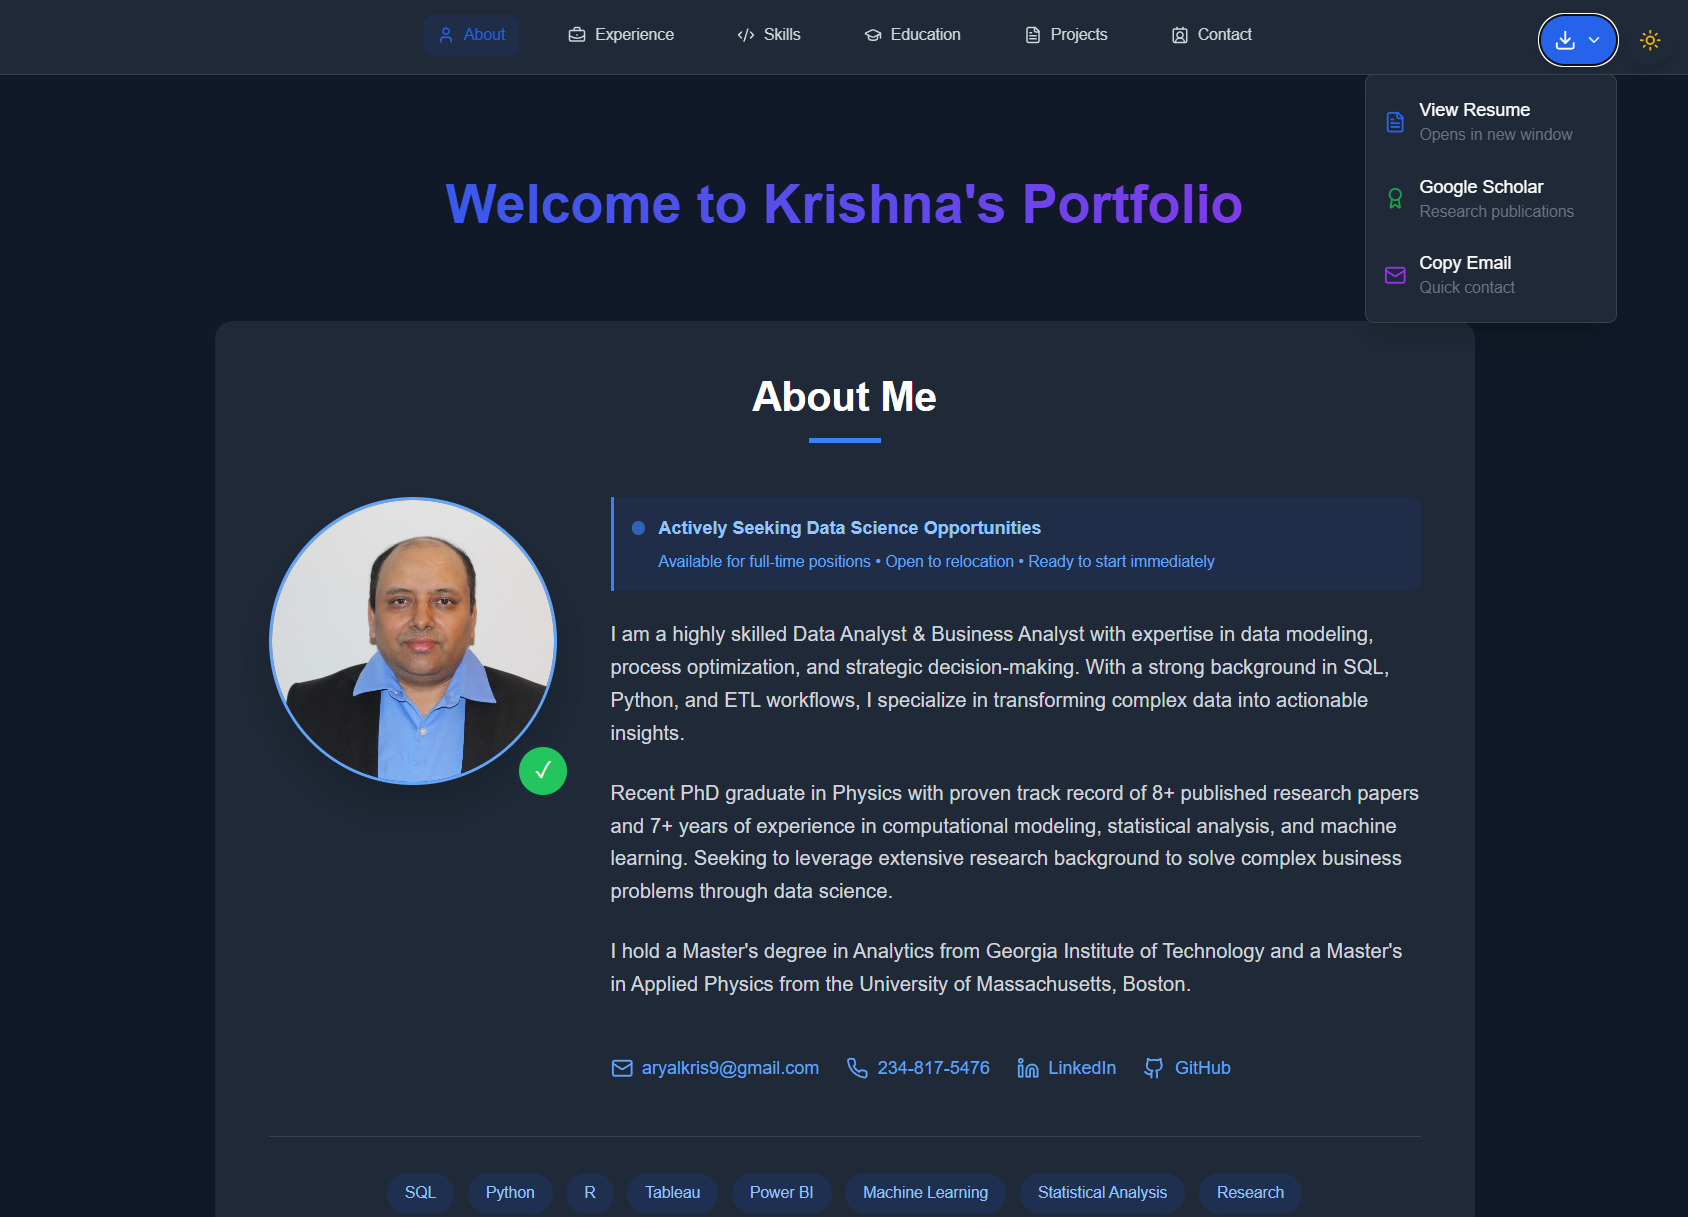 About
Experience
Skills
Education
Projects
Contact
View Resume
Opens in new window
Google Scholar
Research publications
Copy Email
Quick contact
Welcome to Krishna's Portfolio
About Me
Actively Seeking Data Science Opportunities
Available for full-time positions • Open to relocation • Ready to start immediately
I am a highly skilled Data Analyst & Business Analyst with expertise in data modeling,
process optimization, and strategic decision-making. With a strong background in SQL,
Python, and ETL workflows, I specialize in transforming complex data into actionable
insights.
Recent PhD graduate in Physics with proven track record of 8+ published research papers
and 7+ years of experience in computational modeling, statistical analysis, and machine
learning. Seeking to leverage extensive research background to solve complex business
problems through data science.
I hold a Master's degree in Analytics from Georgia Institute of Technology and a Master's
in Applied Physics from the University of Massachusetts, Boston.
aryalkris9@gmail.com
234-817-5476
LinkedIn
GitHub
SQL
Python
R
Tableau
Power BI
Machine Learning
Statistical Analysis
Research